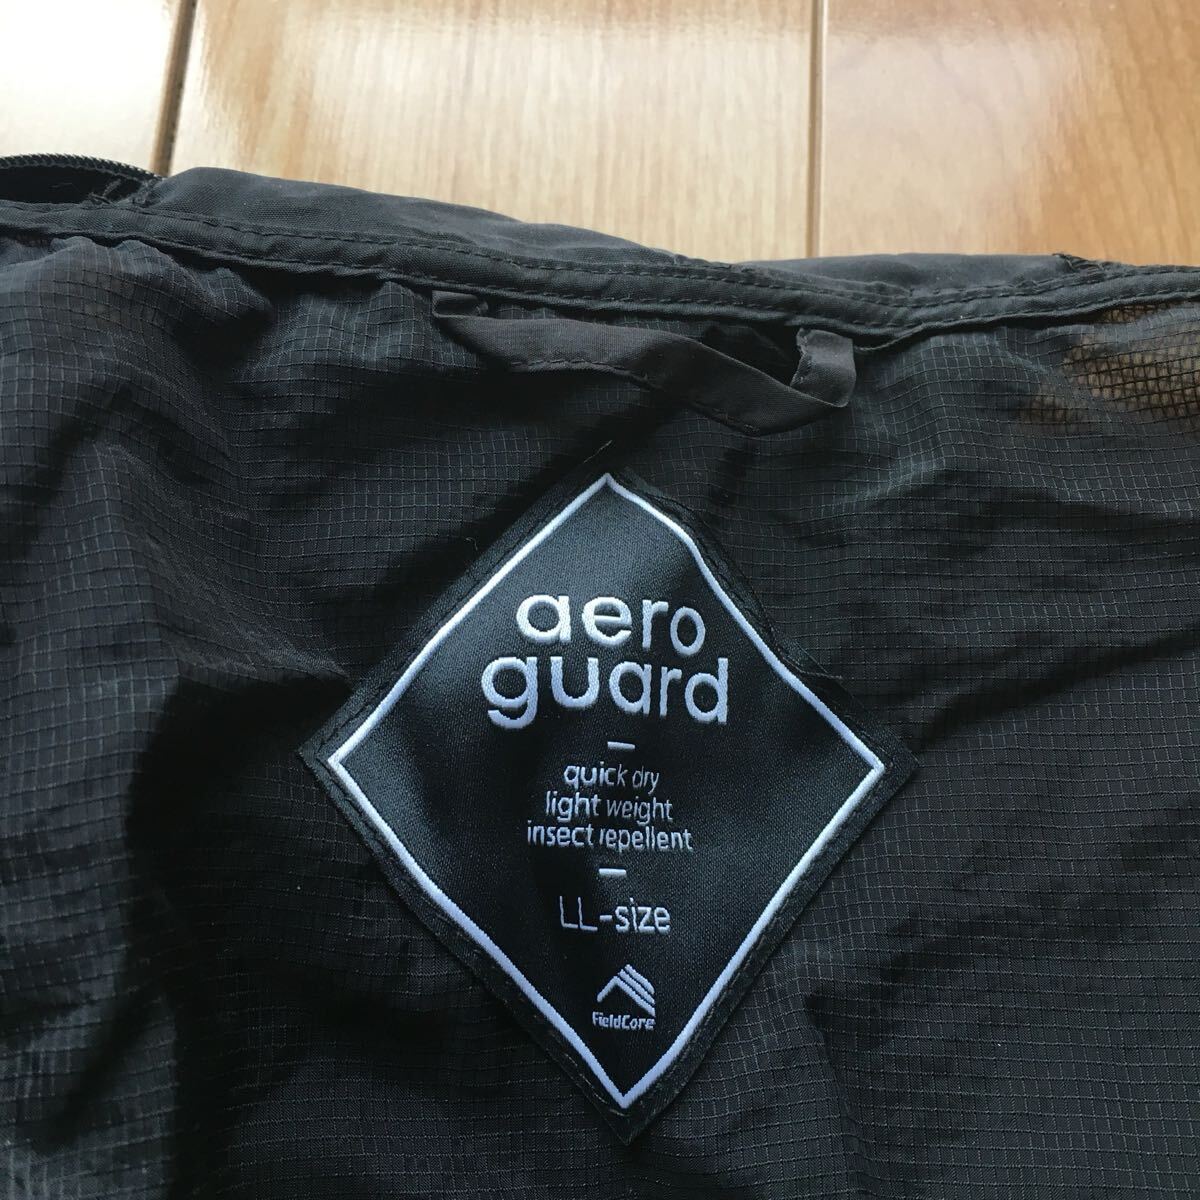 aero
guard
quick dry
light weight
insect repellent
LL-size
FieldCore